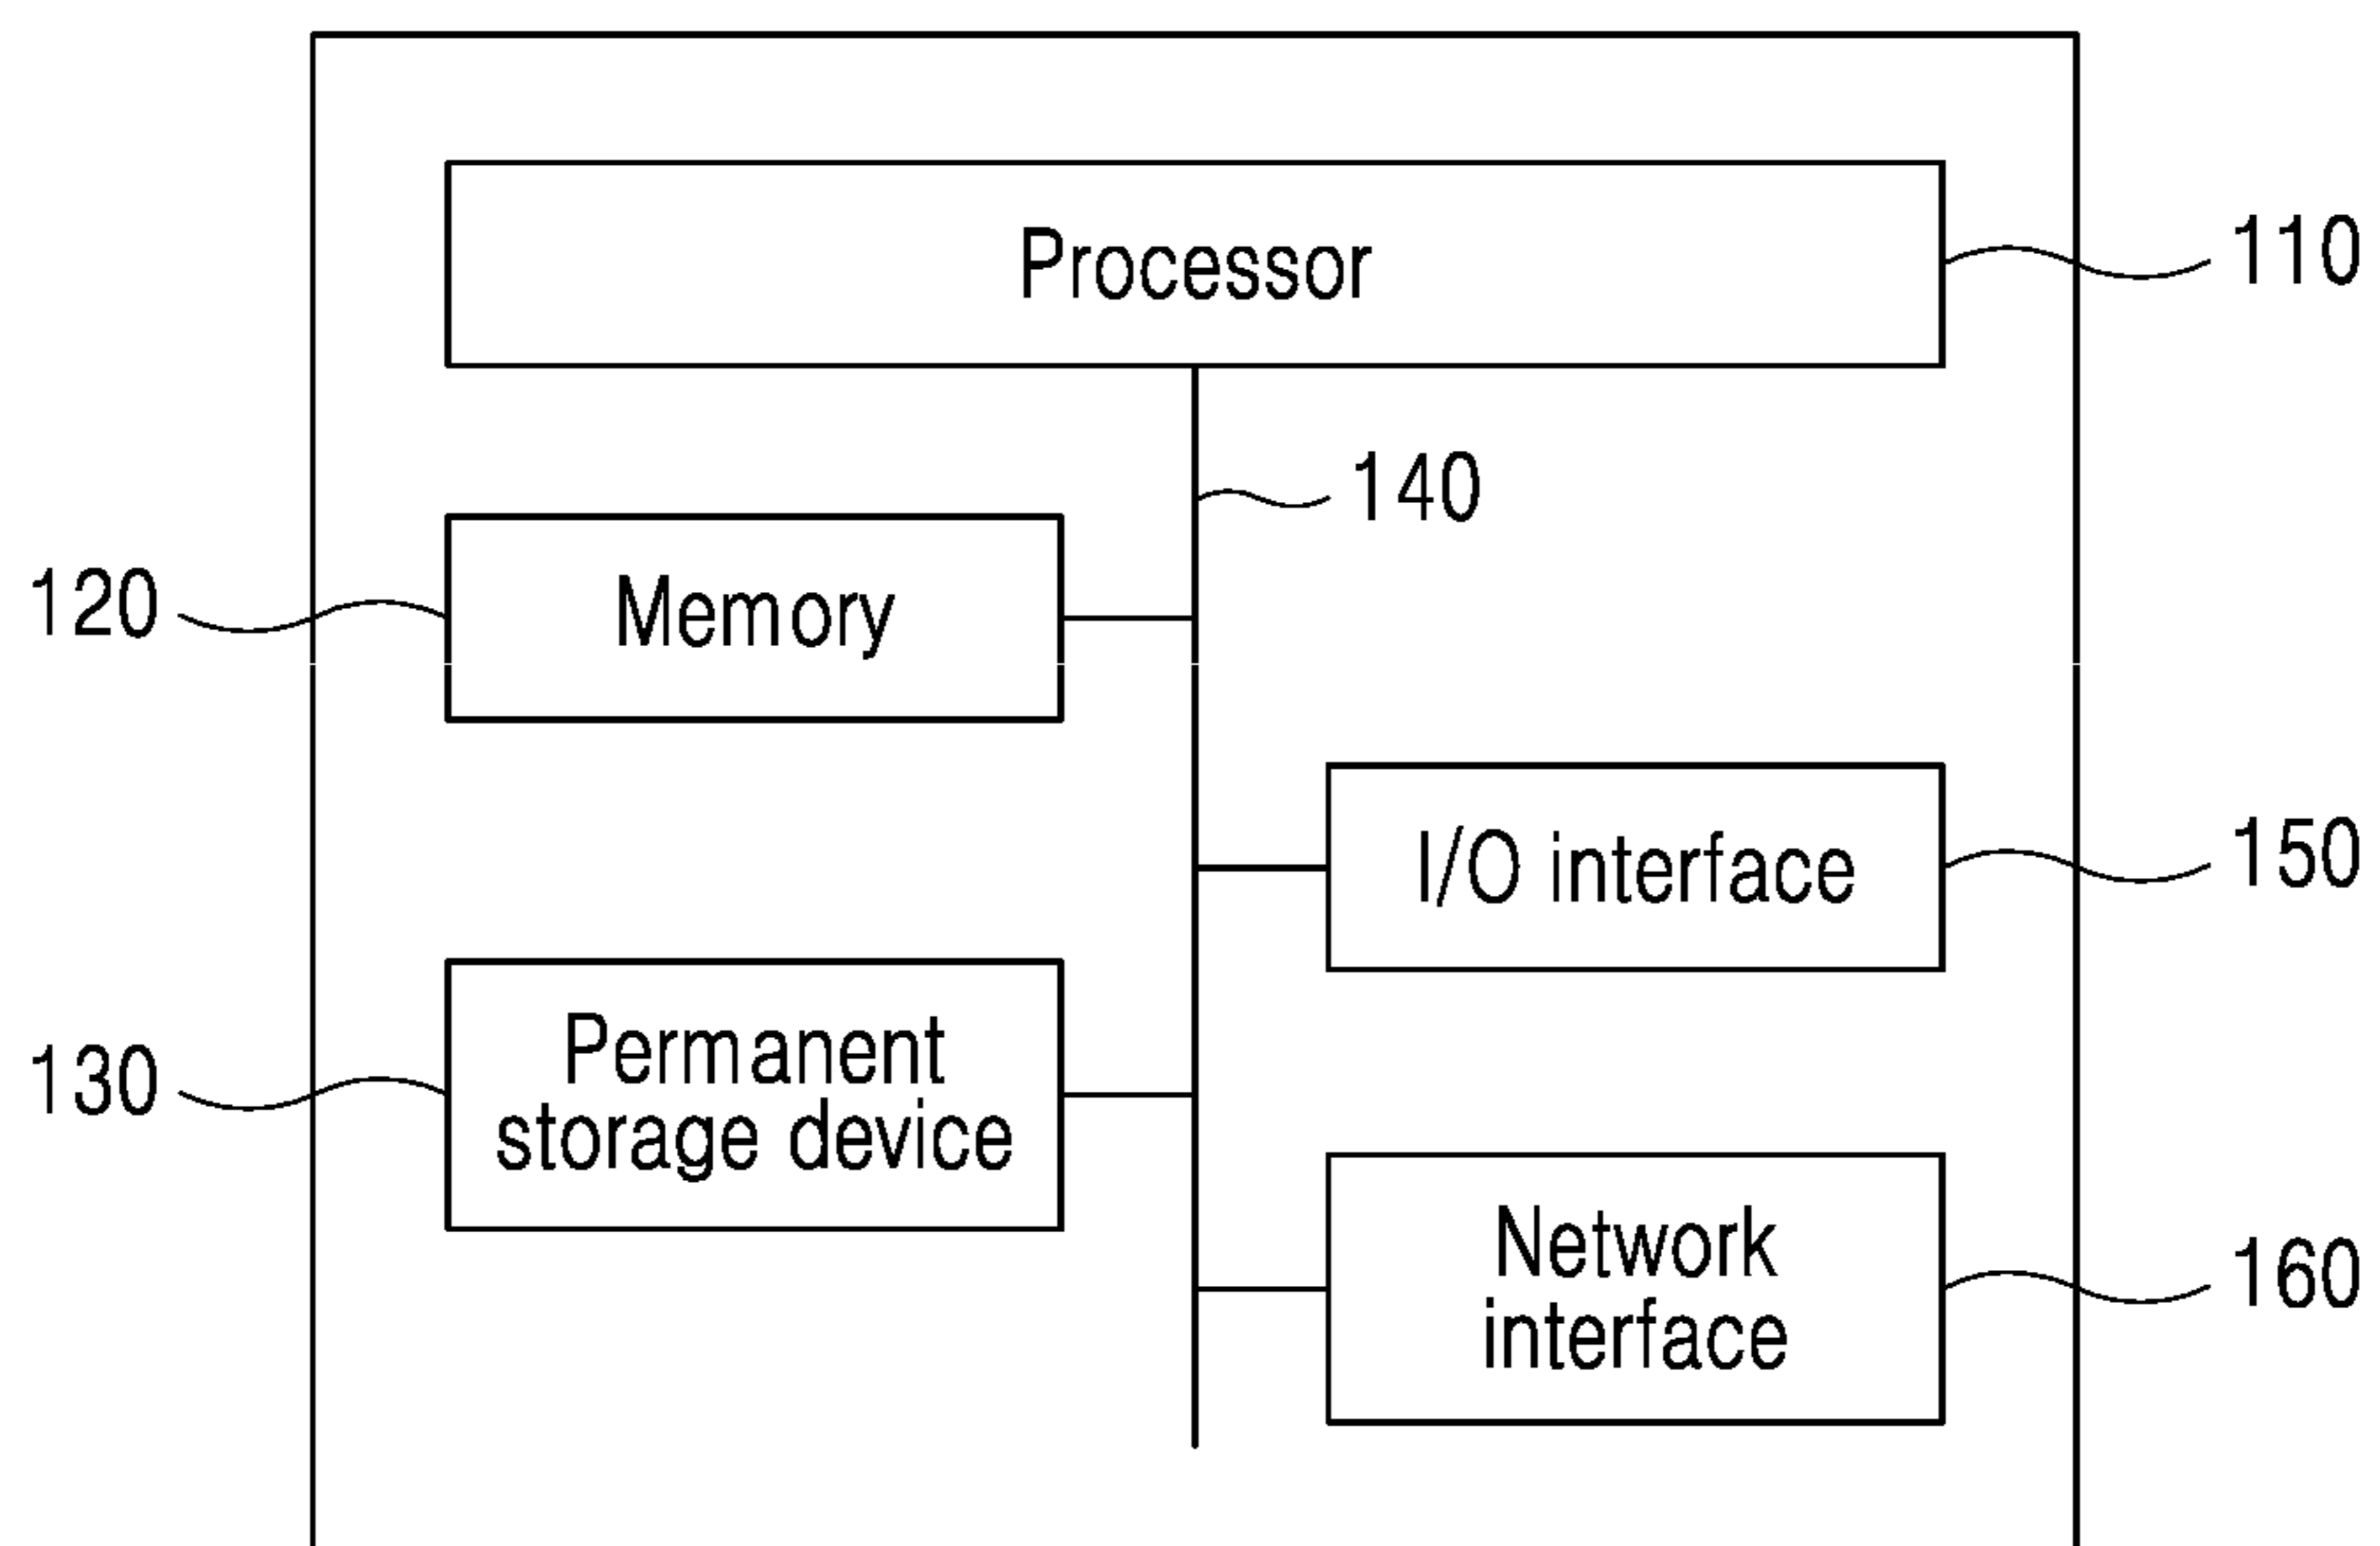 Processor
110
140
120
Memory
I/O interface
150
130
Permanent
storage device
Network
interface
160